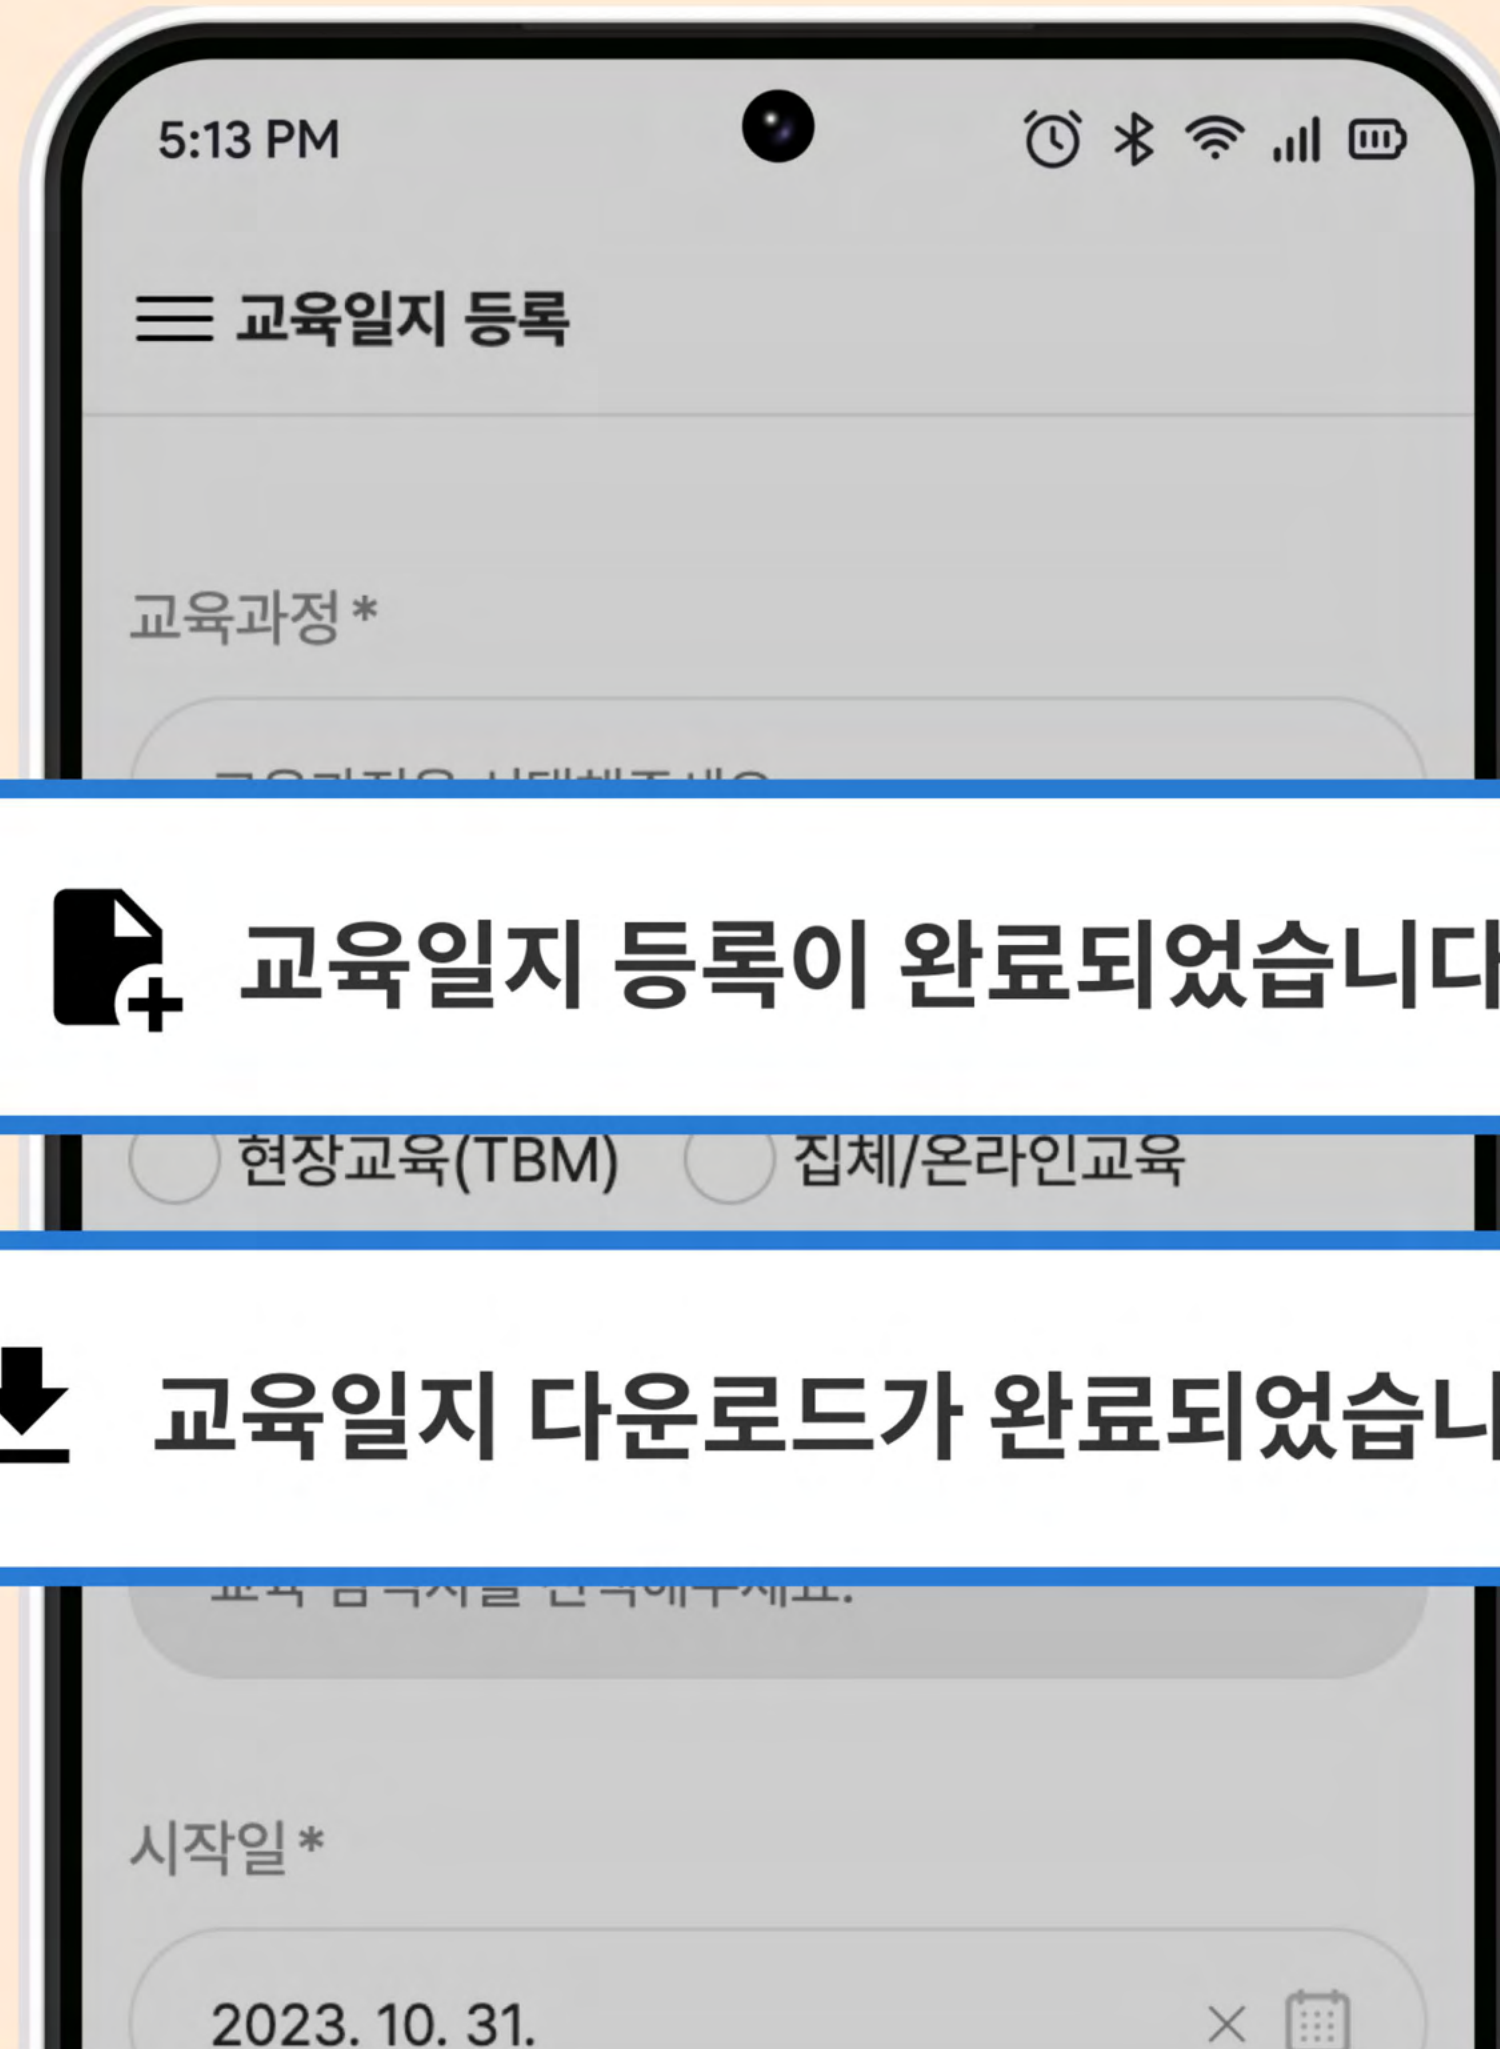 5:13 PM
교육일지 등록
교육과정*
교육일지 등록이 완료되었습니다
현장교육(TBM) 집체/온라인교육
교육일지 다운로드가 완료되었습니
시작일*
2023. 10. 31.